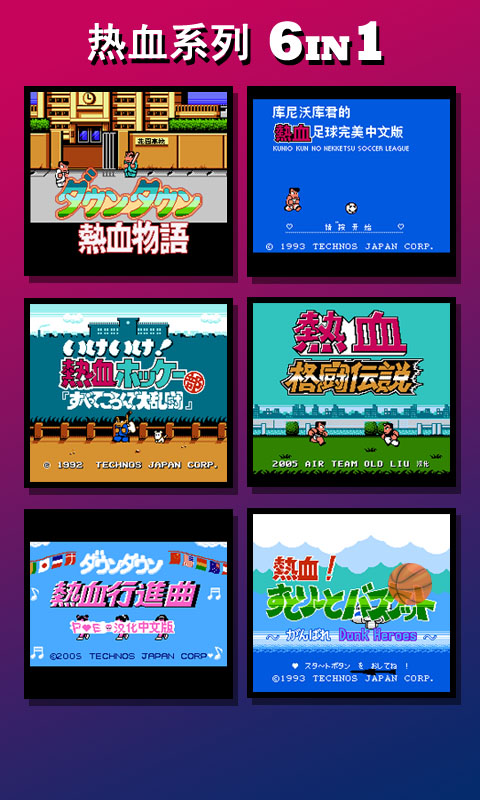 热血系列 6IN1
花園高校
ダウンタウン
熱血物語
库尼沃库君的
熱血足球完美中文版
KUNIO KUN NO NEKKETSU SOCCER LEAGUE
请按开始
© 1993 TECHNOS JAPAN CORP.
いけいけ!
熱血ホッケー部
『すべってころんで大乱闘』
© 1992 TECHNOS JAPAN CORP.
熱血
格闘伝説
2005 AIR TEAM OLD LIU 汉化
ダウンタウン
熱血行進曲
汉化中文版
©2005 TECHNOS JAPAN CORP.
熱血!
すとりーとバスケット
~がんばれ Dunk Heroes~
♥ スタートボタン を おしてね !
©1993 TECHNOS JAPAN CORP.